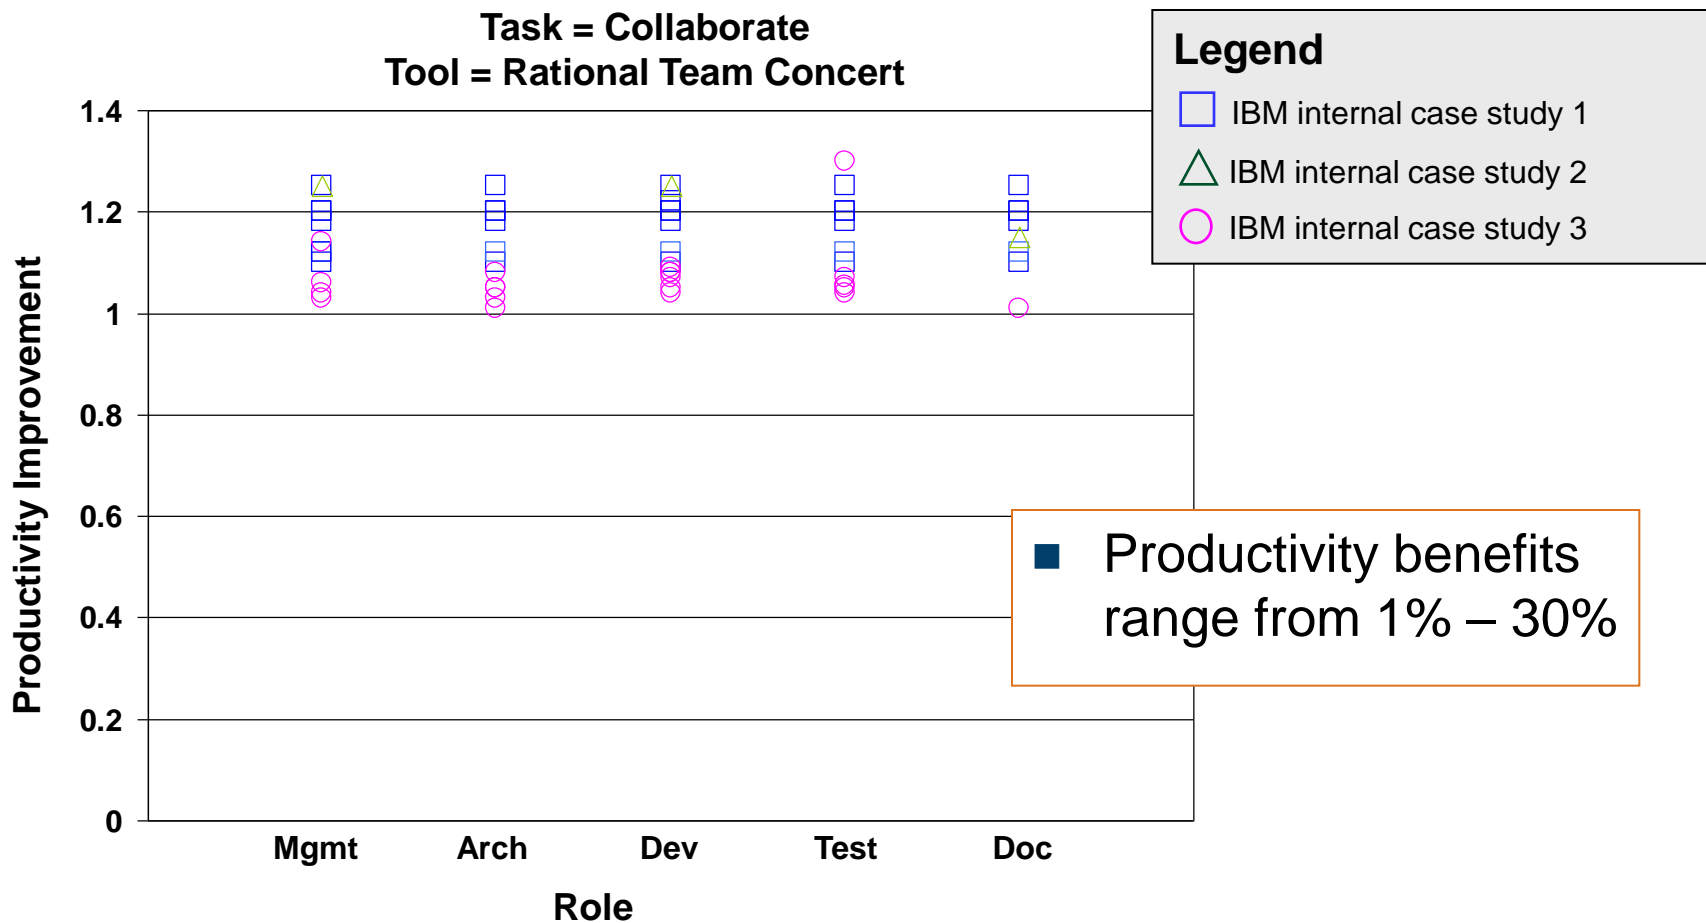 Task = Collaborate
Tool = Rational Team Concert
Legend
IBM internal case study 1
IBM internal case study 2
IBM internal case study 3
Productivity Improvement
1.4
1.2
1
0.8
0.6
0.4
0.2
0
Productivity benefits
range from 1% – 30%
Mgmt Arch Dev Test Doc
Role